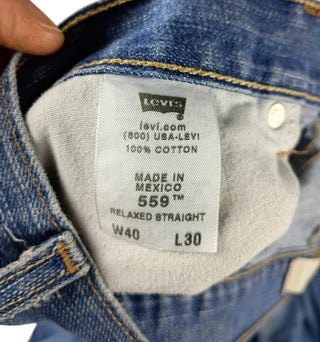 Levi's
levi.com
(800) USA-LEVI
100% COTTON
MADE IN
MEXICO
559™
RELAXED STRAIGHT
W40 L30